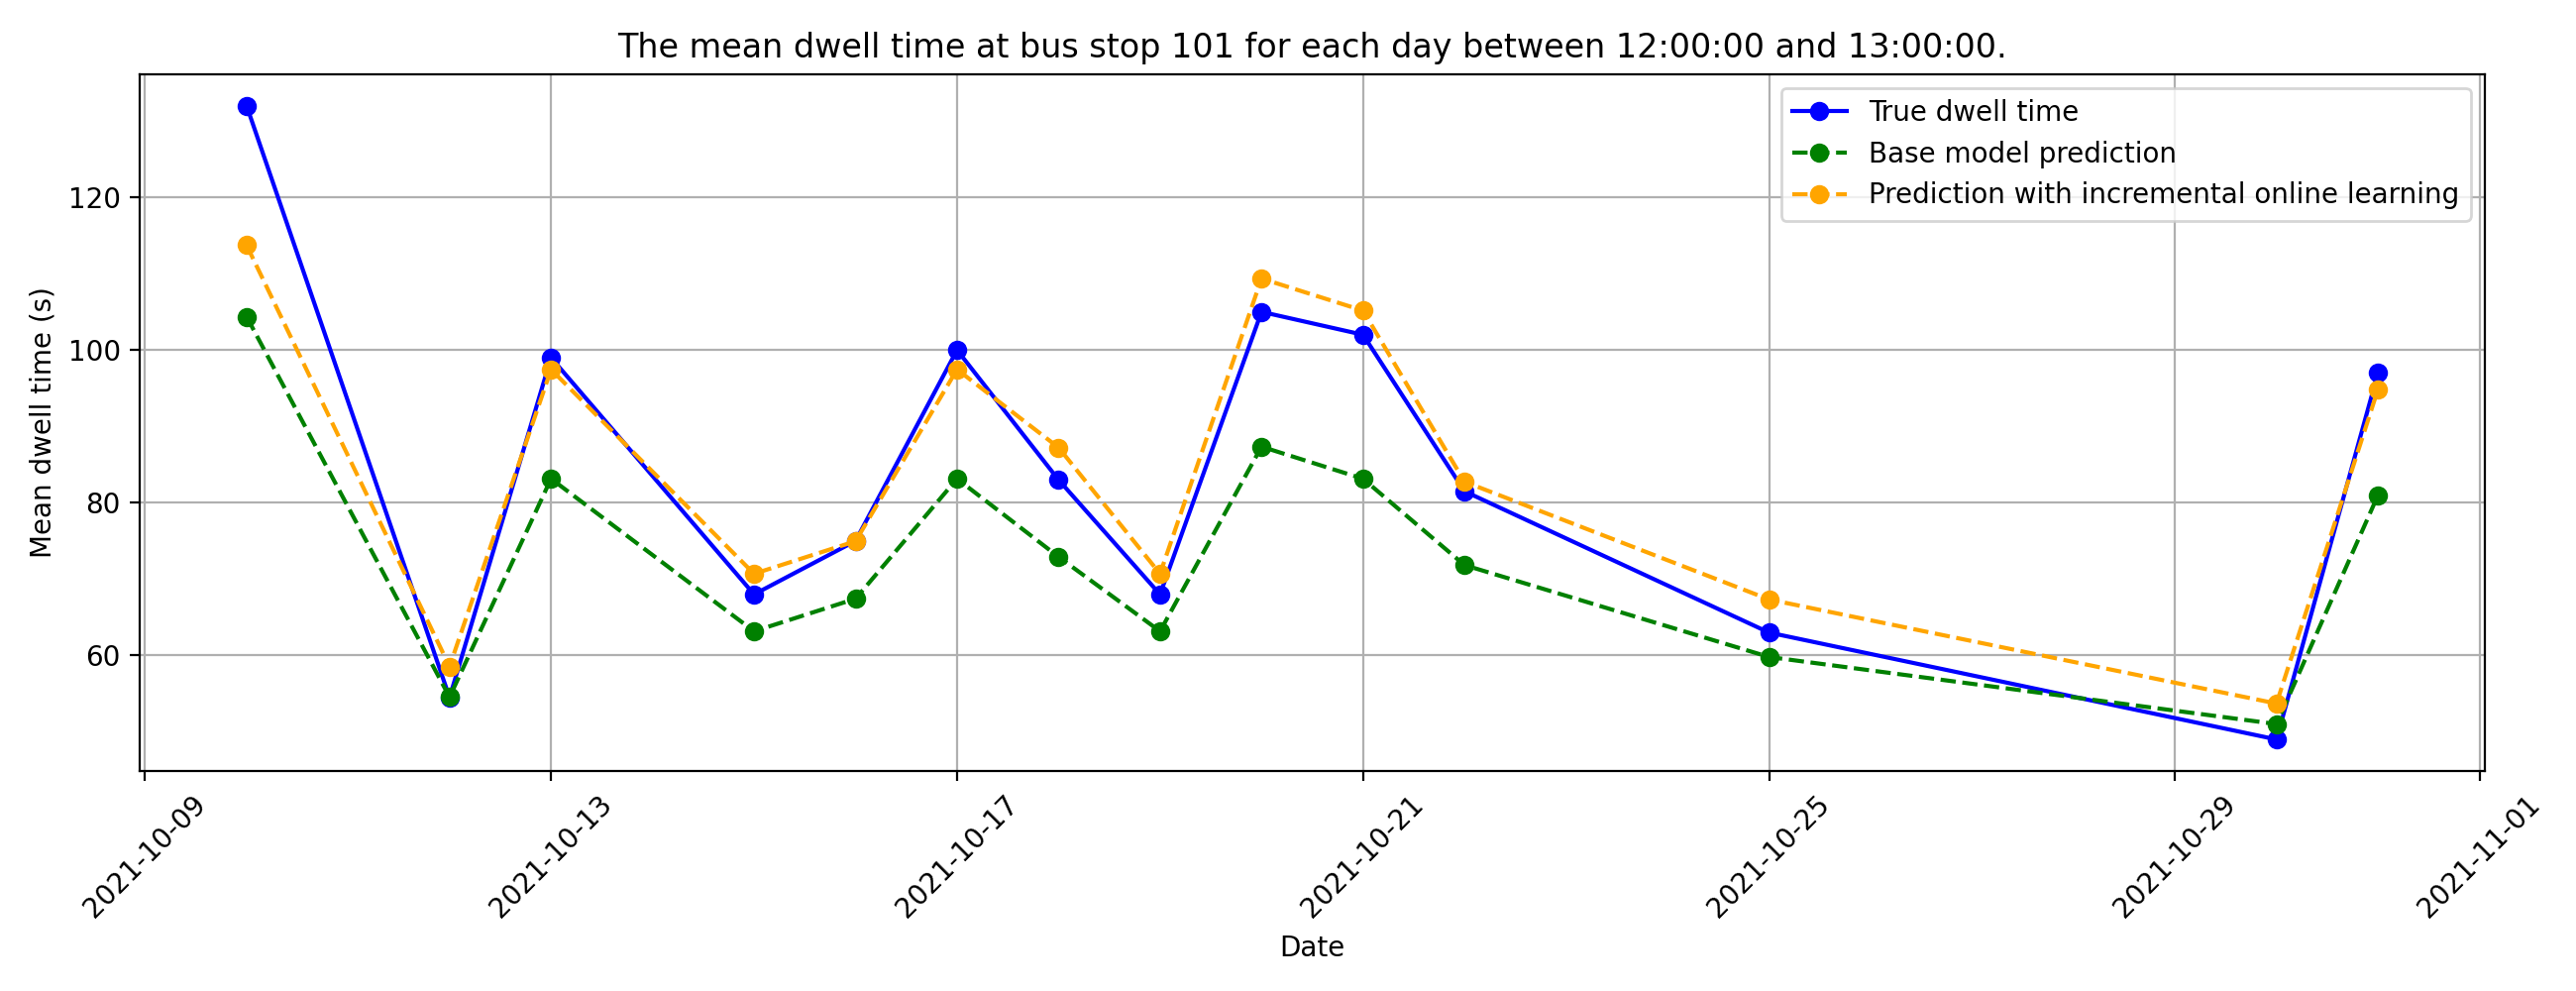 The mean dwell time at bus stop 101 for each day between 12:00:00 and 13:00:00.
True dwell time
Base model prediction
Prediction with incremental online learning
Mean dwell time (s)
120
100
80
60
2021-10-09
2021-10-13
2021-10-17
2021-10-21
2021-10-25
2021-10-29
2021-11-01
Date